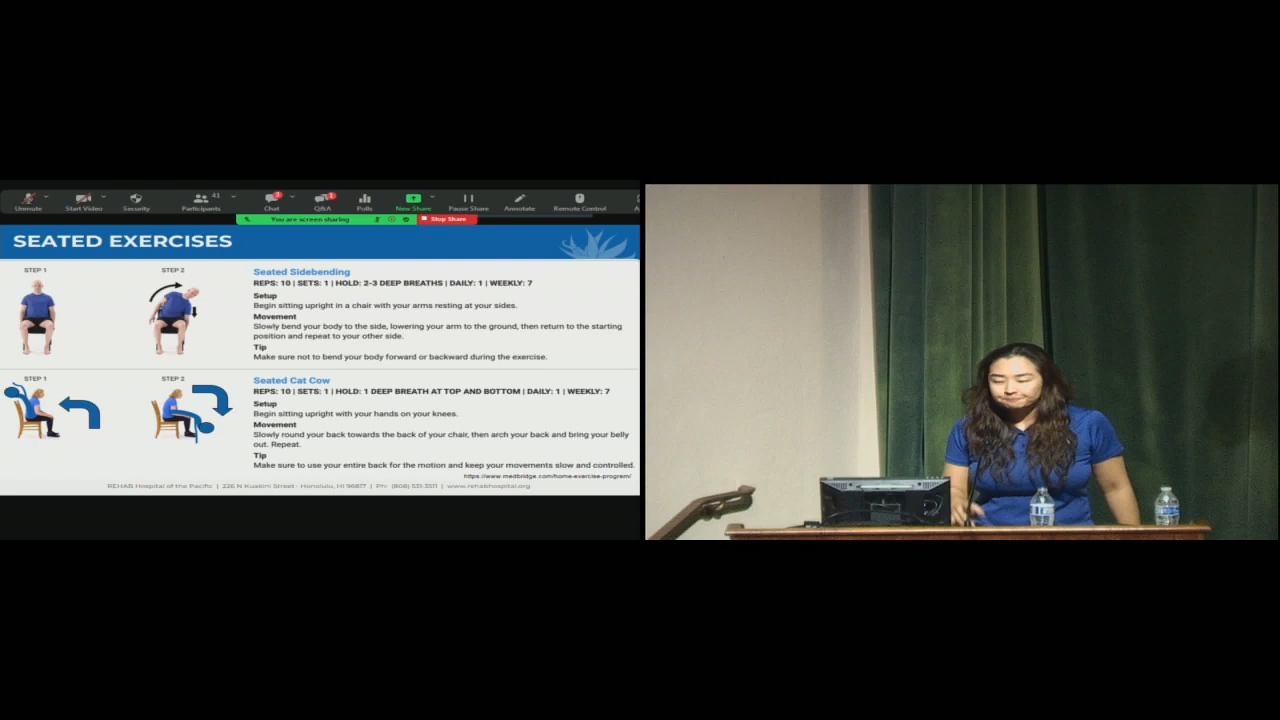 41
3
1
Unmute
Start Video
Security
Participants
Chat
Q&A
Polls
New Share
Pause Share
Annotate
Remote Control
You are screen sharing
Stop Share
SEATED EXERCISES
STEP 1
STEP 2
Seated Sidebending
REPS: 10 | SETS: 1 | HOLD: 2-3 DEEP BREATHS | DAILY: 1 | WEEKLY: 7
Setup
Begin sitting upright in a chair with your arms resting at your sides.
Movement
Slowly bend your body to the side, lowering your arm to the ground, then return to the starting
position and repeat to your other side.
Tip
Make sure not to bend your body forward or backward during the exercise.
STEP 1
STEP 2
Seated Cat Cow
REPS: 10 | SETS: 1 | HOLD: 1 DEEP BREATH AT TOP AND BOTTOM | DAILY: 1 | WEEKLY: 7
Setup
Begin sitting upright with your hands on your knees.
Movement
Slowly round your back towards the back of your chair, then arch your back and bring your belly
out. Repeat.
Tip
Make sure to use your entire back for the motion and keep your movements slow and controlled.
https://www.medbridge.com/home-exercise-program/
REHAB Hospital of the Pacific | 226 N Kuakini Street · Honolulu, HI 96817 | Ph: (808) 531-3511 | www.rehabhospital.org